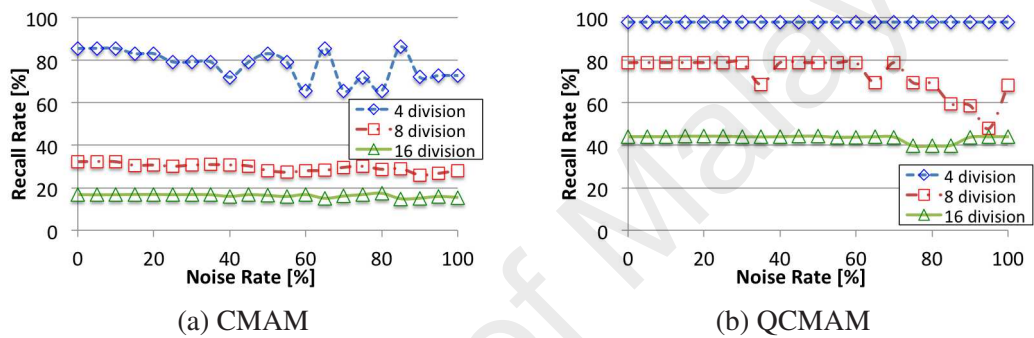 100
80
60
40
20
0
Recall Rate [%]
4 division
8 division
16 division
0 20 40 60 80 100
Noise Rate [%]
(a) CMAM
100
80
60
40
20
0
Recall Rate [%]
4 division
8 division
16 division
0 20 40 60 80 100
Noise Rate [%]
(b) QCMAM
of Malay